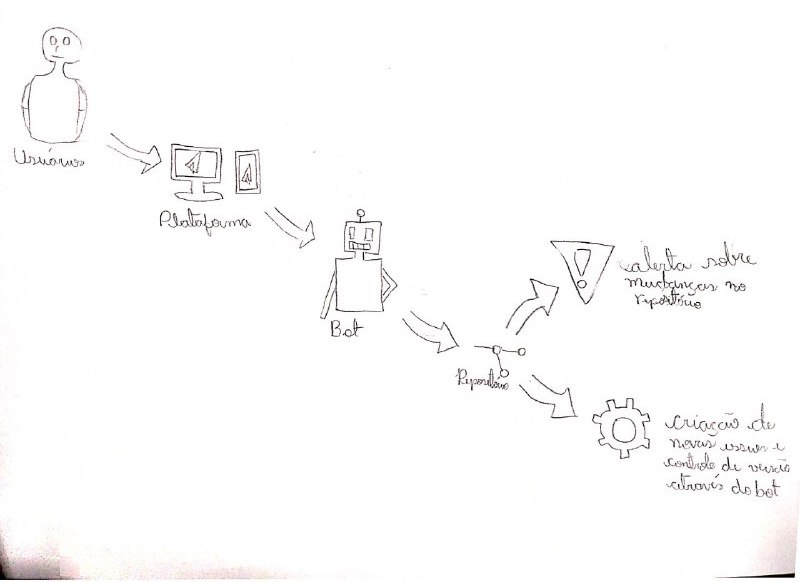 Usuários
Plataforma
Bot
Repositório
alerta sobre
mudanças no
repositório
criação de
novas issues e
controle de versão
através do bot